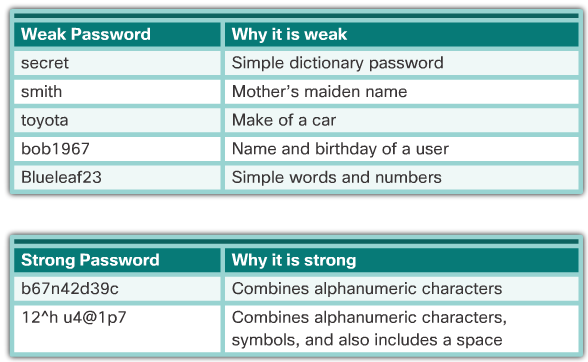 Weak Password Why it is weak
secret Simple dictionary password
smith Mother's maiden name
toyota Make of a car
bob1967 Name and birthday of a user
Blueleaf23 Simple words and numbers
Strong Password Why it is strong
b67n42d39c Combines alphanumeric characters
12^h u4@1p7 Combines alphanumeric characters,
symbols, and also includes a space